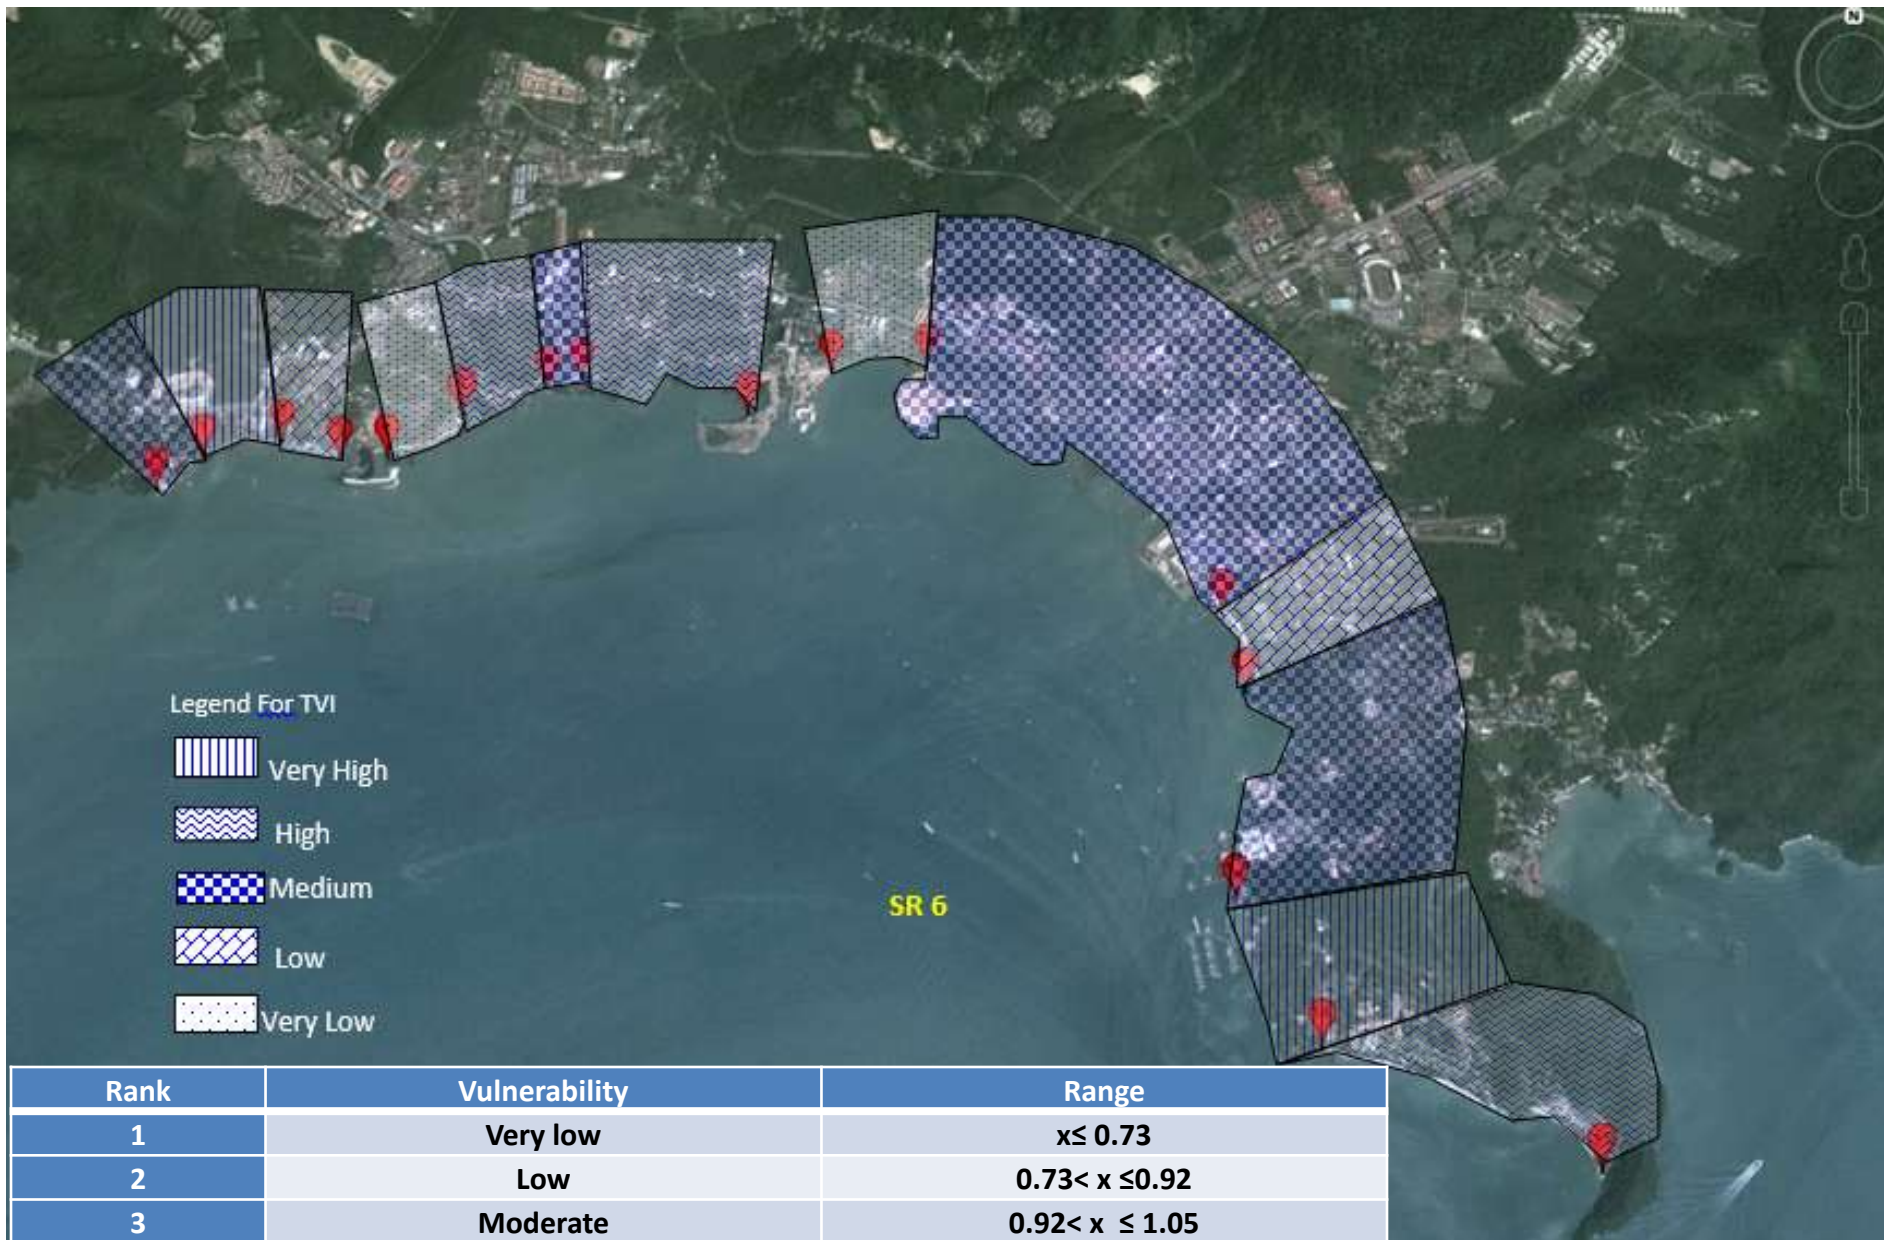 N
SR 6
Legend For TVI
Very High
High
Medium
Low
Very Low
Rank Vulnerability Range
1 Very low x≤ 0.73
2 Low 0.73< x ≤0.92
3 Moderate 0.92< x ≤ 1.05